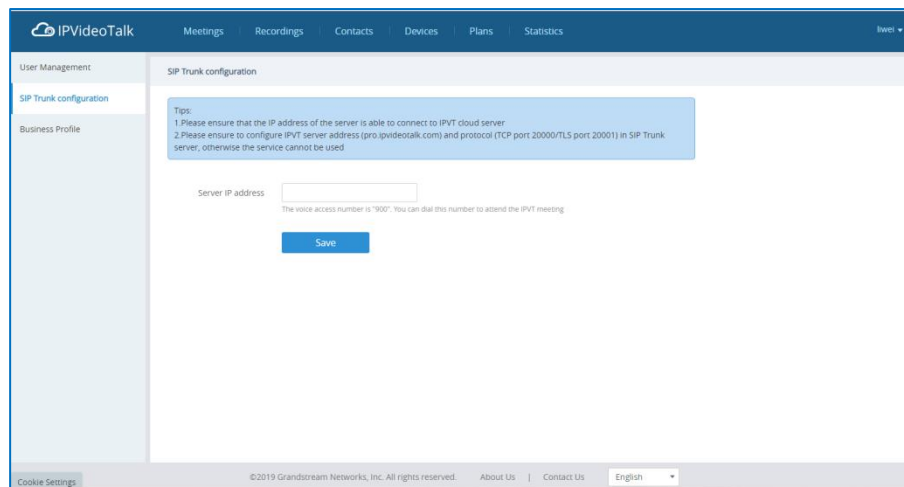 IPVideoTalk
Meetings Recordings Contacts Devices Plans Statistics
liwei
User Management
SIP Trunk configuration
Business Profile
SIP Trunk configuration
Tips:
1.Please ensure that the IP address of the server is able to connect to IPVT cloud server
2.Please ensure to configure IPVT server address (pro.ipvideotalk.com) and protocol (TCP port 20000/TLS port 20001) in SIP Trunk
server, otherwise the service cannot be used
Server IP address
The voice access number is "900". You can dial this number to attend the IPVT meeting
Save
Cookie Settings
©2019 Grandstream Networks, Inc. All rights reserved. About Us | Contact Us English